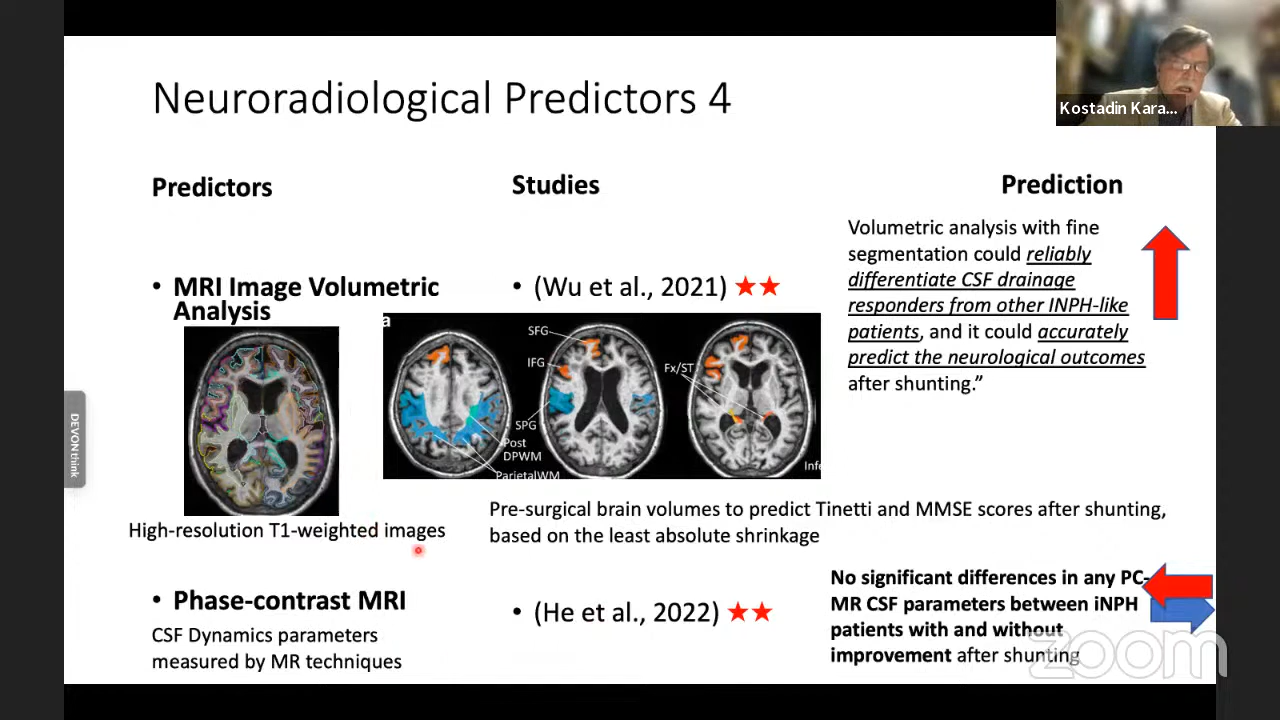 Neuroradiological Predictors 4
Kostadin Kara...
Predictors
Studies
Prediction
• MRI Image Volumetric
Analysis
• (Wu et al., 2021) ★★
Volumetric analysis with fine
segmentation could reliably
differentiate CSF drainage
responders from other INPH-like
patients, and it could accurately
predict the neurological outcomes
after shunting.”
a
SFG
IFG
SPG
Post
DPWM
ParietalWM
Fx/ST
Infe
High-resolution T1-weighted images
Pre-surgical brain volumes to predict Tinetti and MMSE scores after shunting,
based on the least absolute shrinkage
• Phase-contrast MRI
CSF Dynamics parameters
measured by MR techniques
• (He et al., 2022) ★★
No significant differences in any PC-
MR CSF parameters between iNPH
patients with and without
improvement after shunting
DEVONthink
zoom